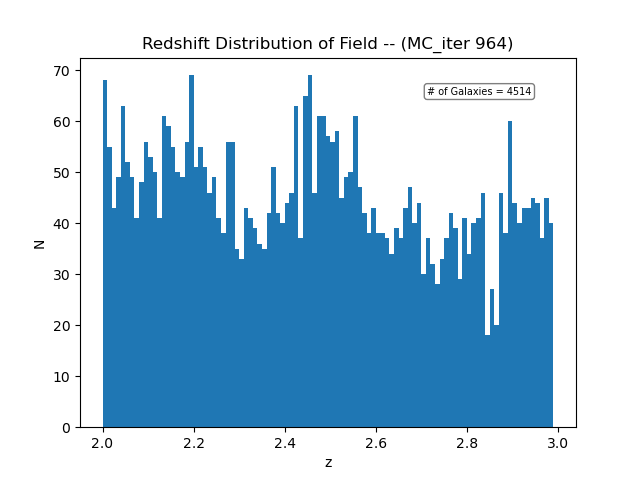 Redshift Distribution of Field -- (MC_iter 964)
# of Galaxies = 4514
70
60
50
40
30
20
10
0
N
2.0 2.2 2.4 2.6 2.8 3.0
z